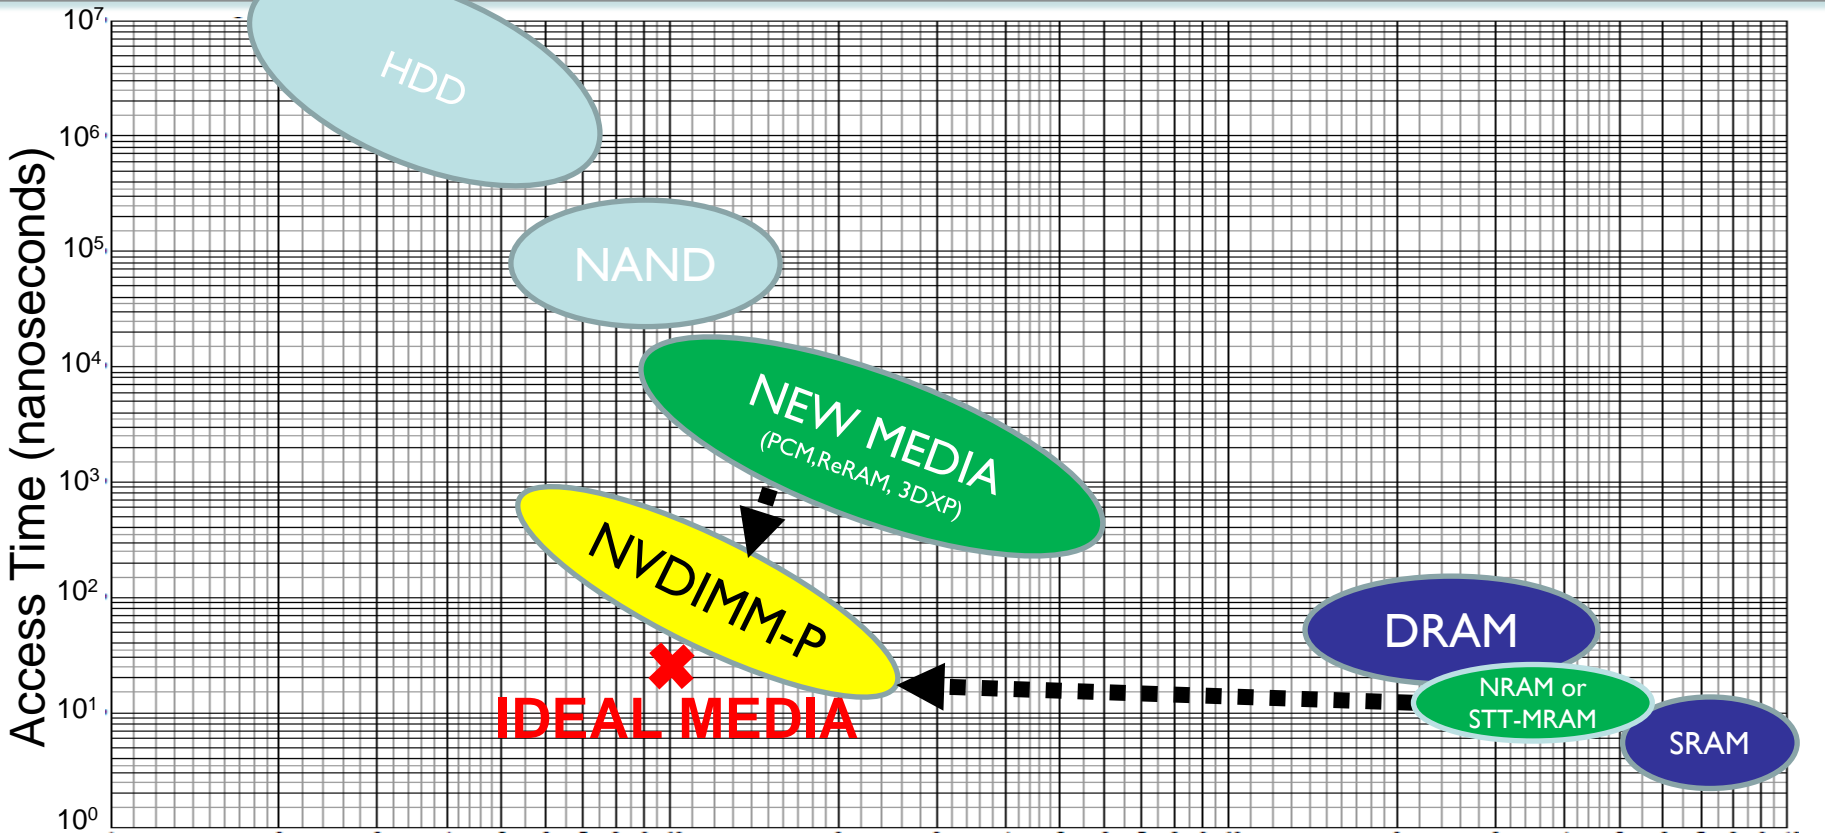 10⁷
HDD
10⁶
NAND
10⁵
10⁴
NEW MEDIA
(PCM,ReRAM, 3DXP)
10³
NVDIMM-P
10²
DRAM
IDEAL MEDIA
NRAM or
STT-MRAM
10¹
SRAM
10⁰
Access Time (nanoseconds)